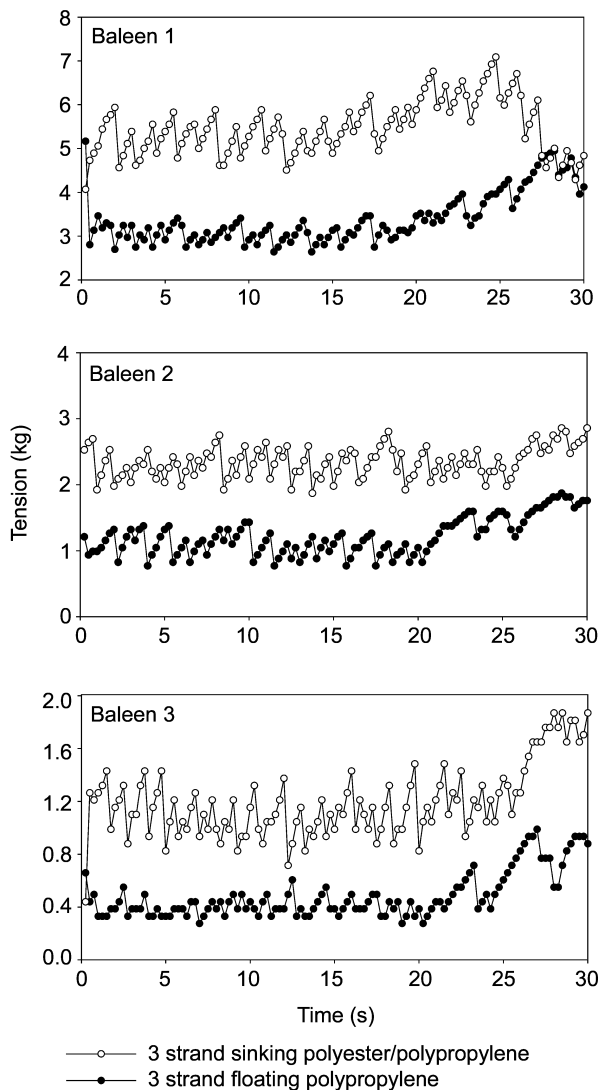 8
Baleen 1
7
6
5
4
3
2
0 5 10 15 20 25 30
4
Baleen 2
3
2
1
0
0 5 10 15 20 25 30
Tension (kg)
2.0
Baleen 3
1.6
1.2
0.8
0.4
0.0
0 5 10 15 20 25 30
Time (s)
3 strand sinking polyester/polypropylene
3 strand floating polypropylene